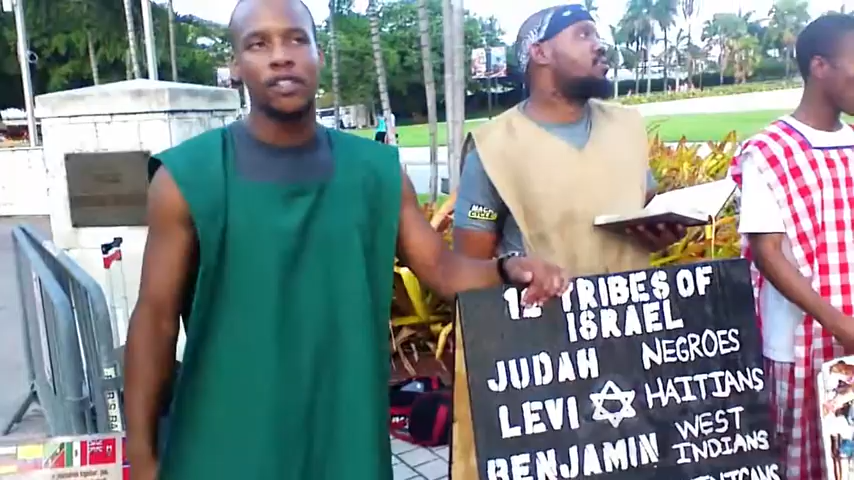 12 TRIBES OF
ISRAEL
JUDAH NEGROES
LEVI HAITIANS
BENJAMIN WEST
INDIANS